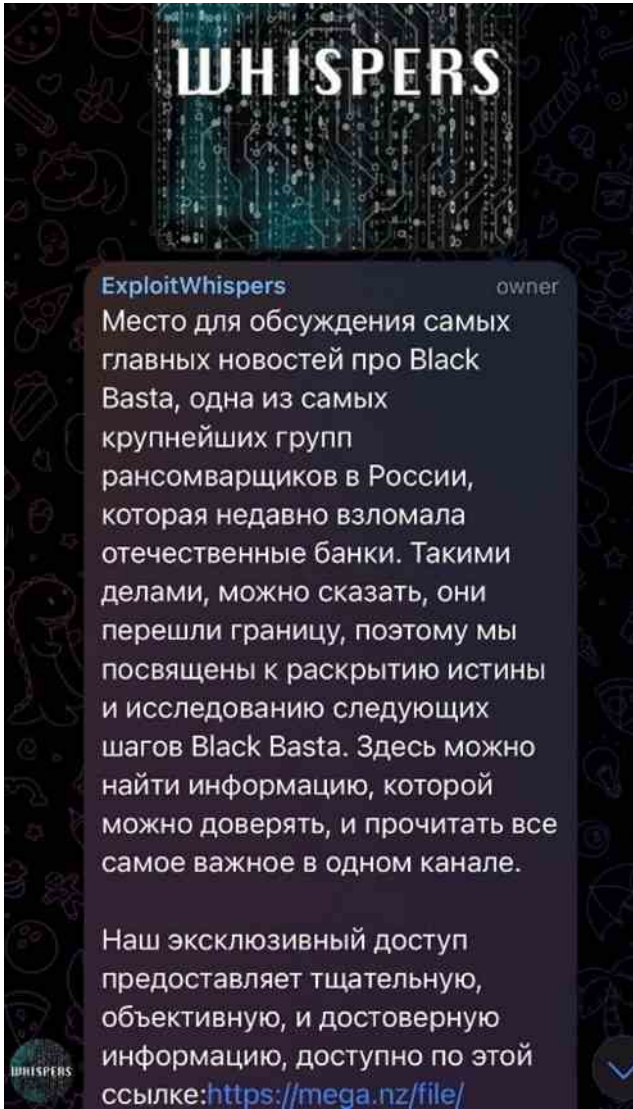 WHISPERS
ExploitWhispers owner
Место для обсуждения самых
главных новостей про Black
Basta, одна из самых
крупнейших групп
рансомварщиков в России,
которая недавно взломала
отечественные банки. Такими
делами, можно сказать, они
перешли границу, поэтому мы
посвящены к раскрытию истины
и исследованию следующих
шагов Black Basta. Здесь можно
найти информацию, которой
можно доверять, и прочитать все
самое важное в одном канале.
Наш эксклюзивный доступ
предоставляет тщательную,
объективную, и достоверную
информацию, доступно по этой
ссылке:https://mega.nz/file/
WHISPERS